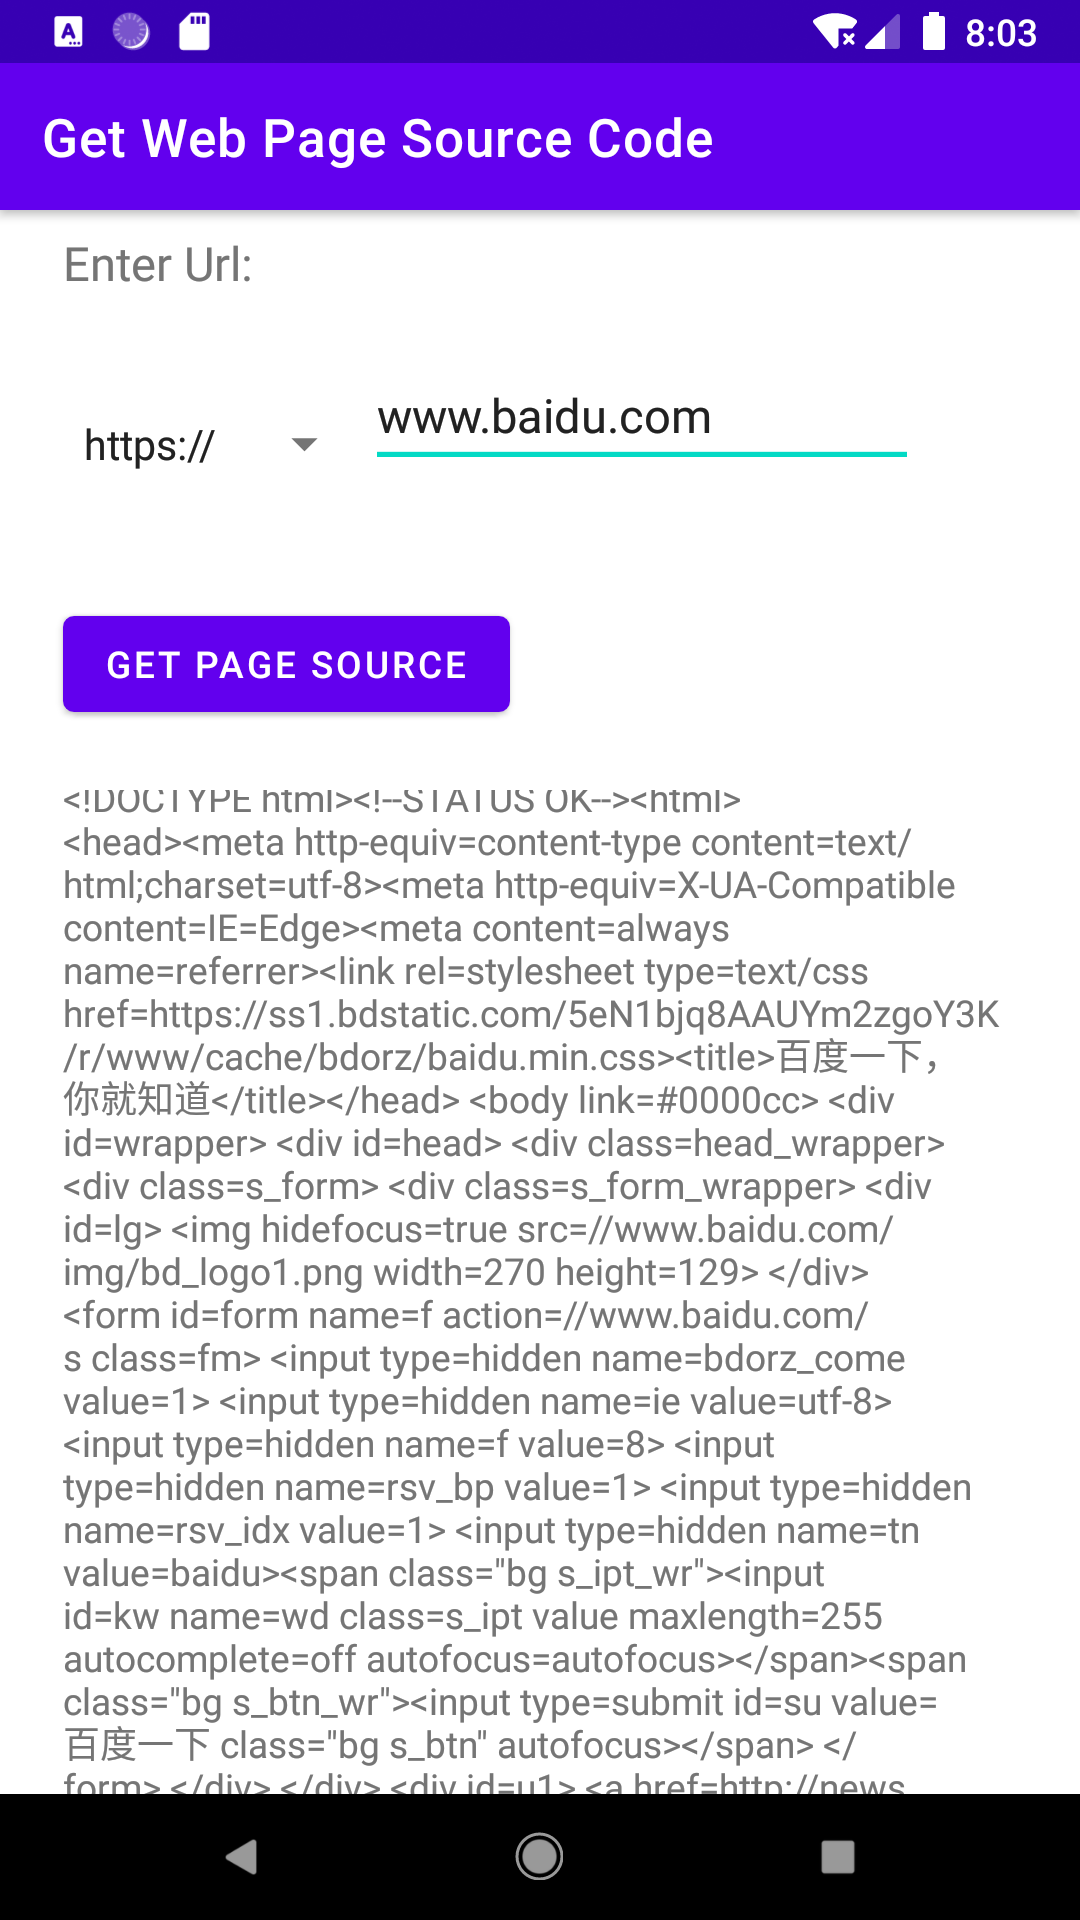 8:03
Get Web Page Source Code
Enter Url:
https://
www.baidu.com
GET PAGE SOURCE
<!DOCTYPE html><!--STATUS OK--><html>
<head><meta http-equiv=content-type content=text/
html;charset=utf-8><meta http-equiv=X-UA-Compatible
content=IE=Edge><meta content=always
name=referrer><link rel=stylesheet type=text/css
href=https://ss1.bdstatic.com/5eN1bjq8AAUYm2zgoY3K
/r/www/cache/bdorz/baidu.min.css><title>百度一下，
你就知道</title></head> <body link=#0000cc> <div
id=wrapper> <div id=head> <div class=head_wrapper>
<div class=s_form> <div class=s_form_wrapper> <div
id=lg> <img hidefocus=true src=//www.baidu.com/
img/bd_logo1.png width=270 height=129> </div>
<form id=form name=f action=//www.baidu.com/
s class=fm> <input type=hidden name=bdorz_come
value=1> <input type=hidden name=ie value=utf-8>
<input type=hidden name=f value=8> <input
type=hidden name=rsv_bp value=1> <input type=hidden
name=rsv_idx value=1> <input type=hidden name=tn
value=baidu><span class="bg s_ipt_wr"><input
id=kw name=wd class=s_ipt value maxlength=255
autocomplete=off autofocus=autofocus></span><span
class="bg s_btn_wr"><input type=submit id=su value=
百度一下 class="bg s_btn" autofocus></span> </
form> </div> </div> <div id=u1> <a href=http://news